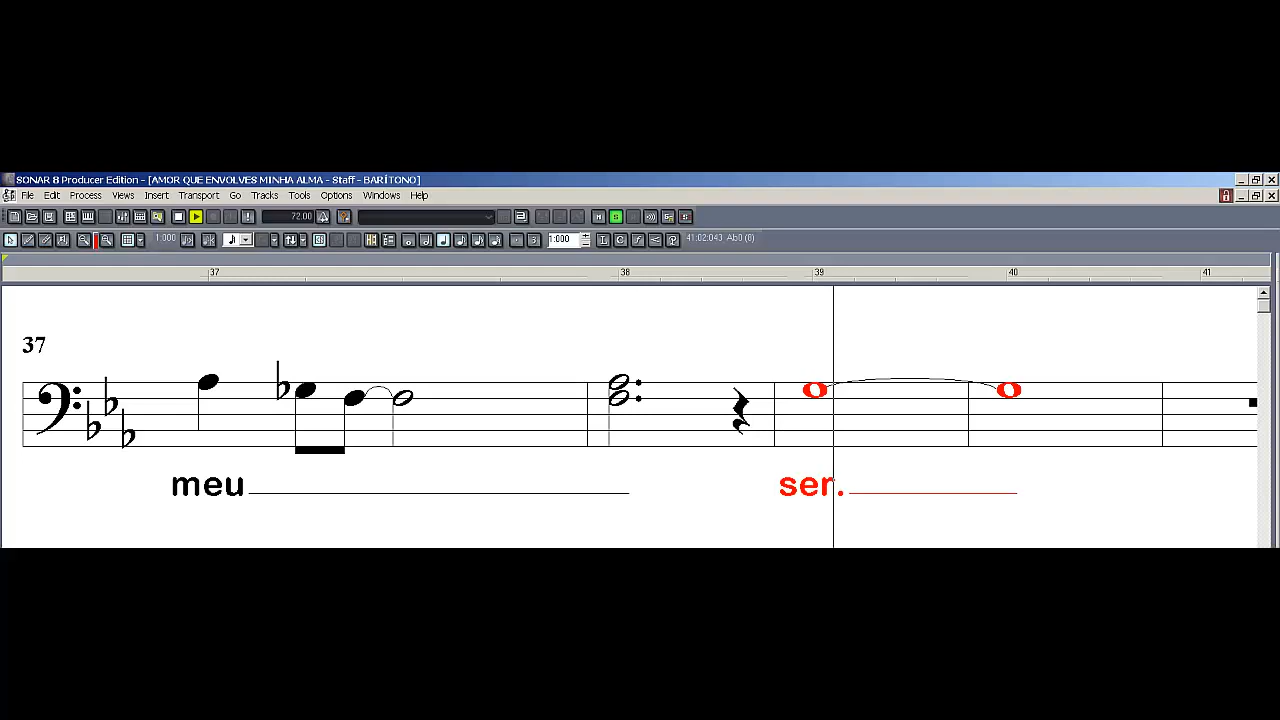 SONAR 8 Producer Edition - [AMOR QUE ENVOLVES MINHA ALMA - Staff - BARÍTONO]
File Edit Process Views Insert Transport Go Tracks Tools Options Windows Help
72.00
1:000 1:000 41:02:043 Ab0 (8)
37 38 39 40 41
37
meu ser.